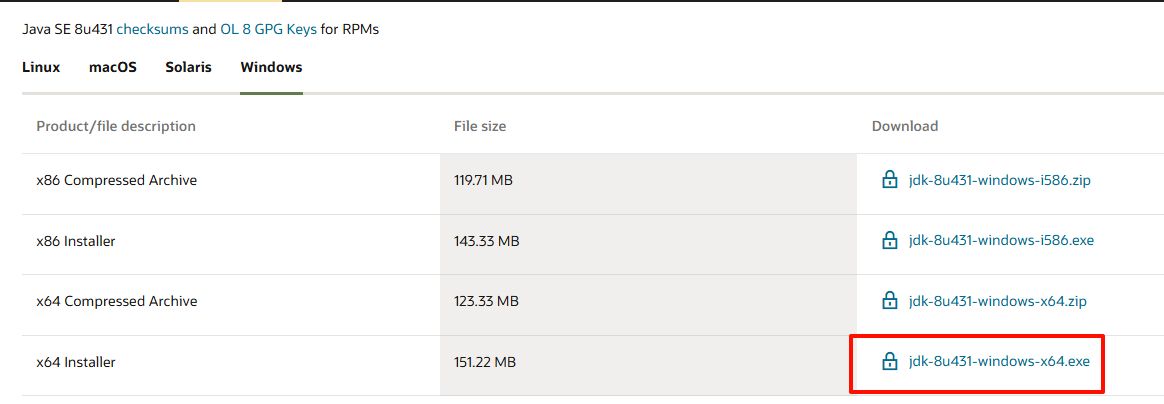 Java SE 8u431 checksums and OL 8 GPG Keys for RPMs
Linux macOS Solaris Windows
Product/file description File size Download
x86 Compressed Archive 119.71 MB jdk-8u431-windows-i586.zip
x86 Installer 143.33 MB jdk-8u431-windows-i586.exe
x64 Compressed Archive 123.33 MB jdk-8u431-windows-x64.zip
x64 Installer 151.22 MB jdk-8u431-windows-x64.exe